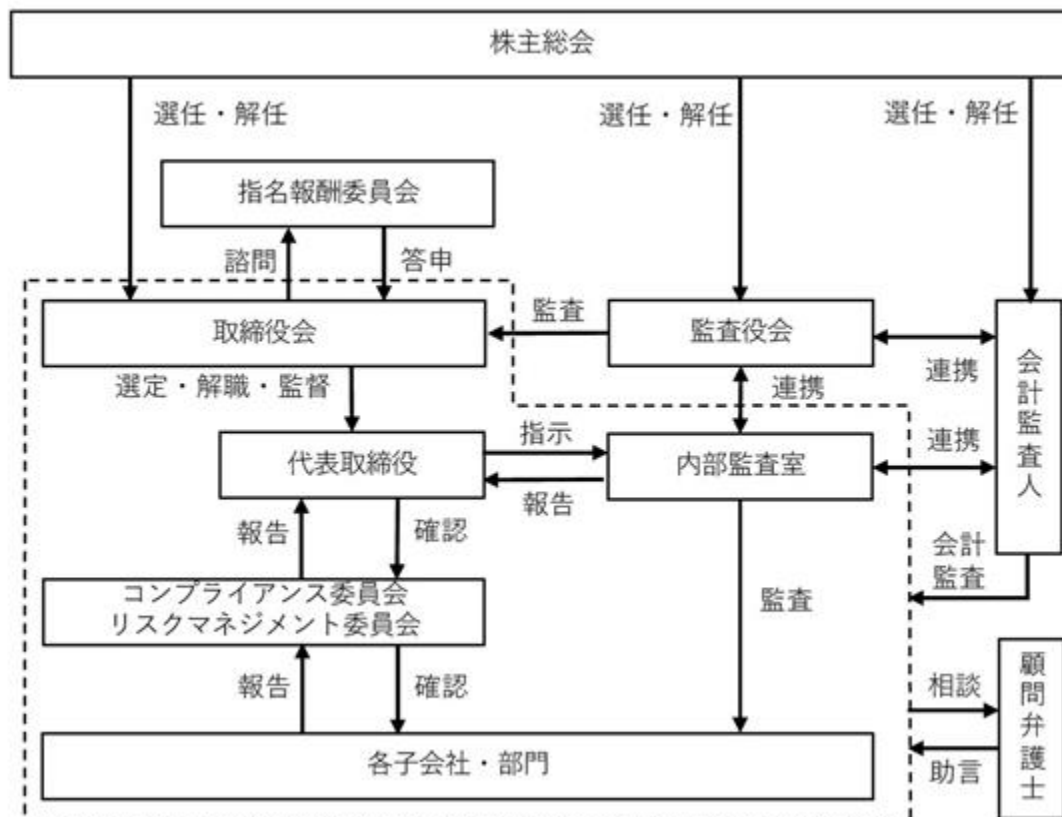 株主総会
選任・解任
選任・解任
選任・解任
指名報酬委員会
諮問
答申
取締役会
監査
監査役会
連携
会計監査人
選定・解職・監督
連携
指示
連携
代表取締役
内部監査室
報告
報告
確認
会計
監査
コンプライアンス委員会
リスクマネジメント委員会
監査
報告
確認
相談
顧問弁護士
各子会社・部門
助言